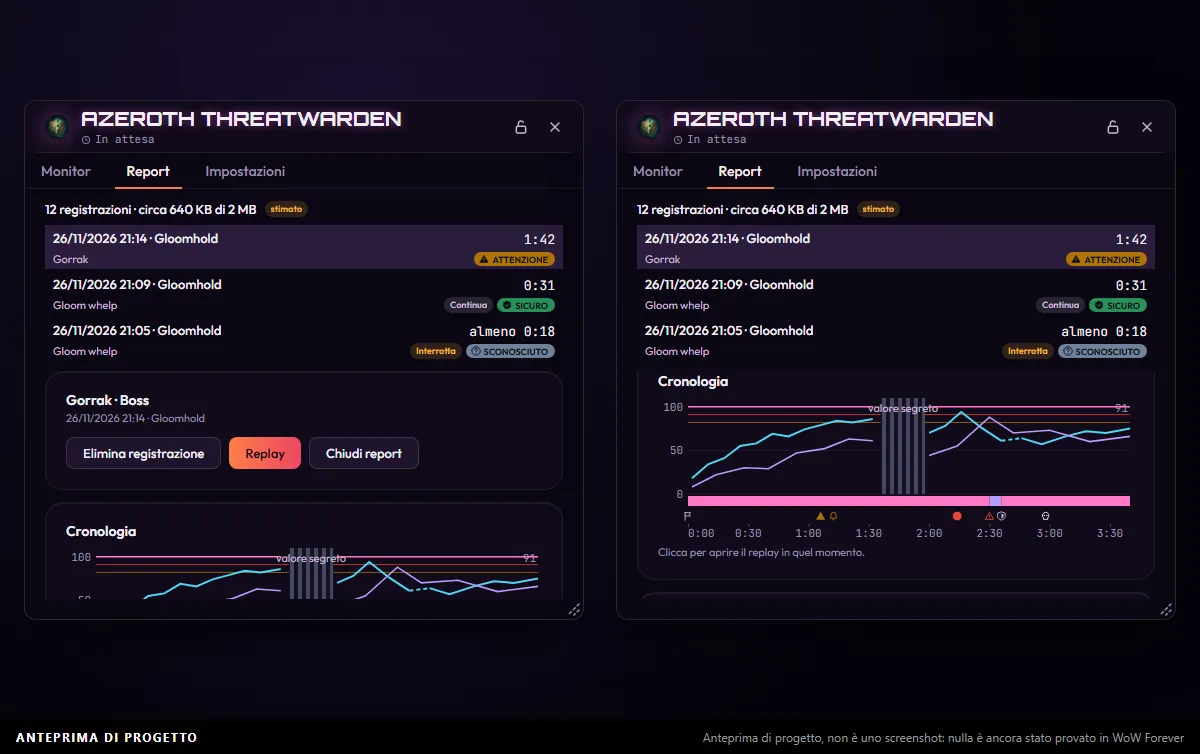 AZEROTH THREATWARDEN
In attesa
Monitor Report Impostazioni
12 registrazioni · circa 640 KB di 2 MB stimato
26/11/2026 21:14 · Gloomhold 1:42
Gorrak ATTENZIONE
26/11/2026 21:09 · Gloomhold 0:31
Gloom whelp Continua SICURO
26/11/2026 21:05 · Gloomhold almeno 0:18
Gloom whelp Interrotta SCONOSCIUTO
Gorrak · Boss
26/11/2026 21:14 · Gloomhold
Elimina registrazione Replay Chiudi report
Cronologia
100 valore segreto 91
50
AZEROTH THREATWARDEN
In attesa
Monitor Report Impostazioni
12 registrazioni · circa 640 KB di 2 MB stimato
26/11/2026 21:14 · Gloomhold 1:42
Gorrak ATTENZIONE
26/11/2026 21:09 · Gloomhold 0:31
Gloom whelp Continua SICURO
26/11/2026 21:05 · Gloomhold almeno 0:18
Gloom whelp Interrotta SCONOSCIUTO
Cronologia
100 valore segreto 91
50
0
0:00 0:30 1:00 1:30 2:00 2:30 3:00 3:30
Clicca per aprire il replay in quel momento.
ANTEPRIMA DI PROGETTO
Anteprima di progetto, non è uno screenshot: nulla è ancora stato provato in WoW Forever